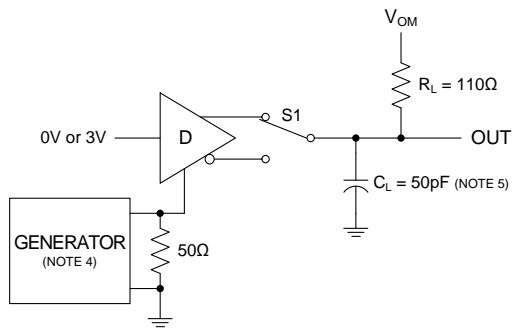 V_OM
R_L = 110Ω
S1
0V or 3V
D
OUT
C_L = 50pF (NOTE 5)
GENERATOR
(NOTE 4)
50Ω